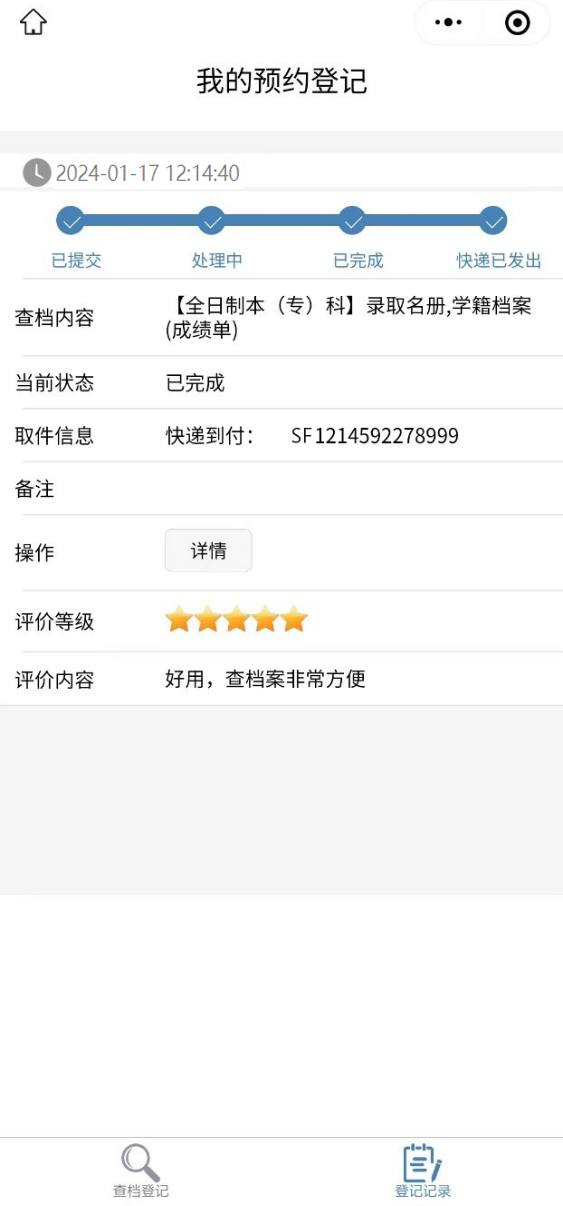 我的预约登记
2024-01-17 12:14:40
已提交 处理中 已完成 快递已发出
查档内容 【全日制本（专）科】录取名册,学籍档案
(成绩单)
当前状态 已完成
取件信息 快递到付： SF1214592278999
备注
操作 详情
评价等级
评价内容 好用，查档案非常方便
查档登记 登记记录